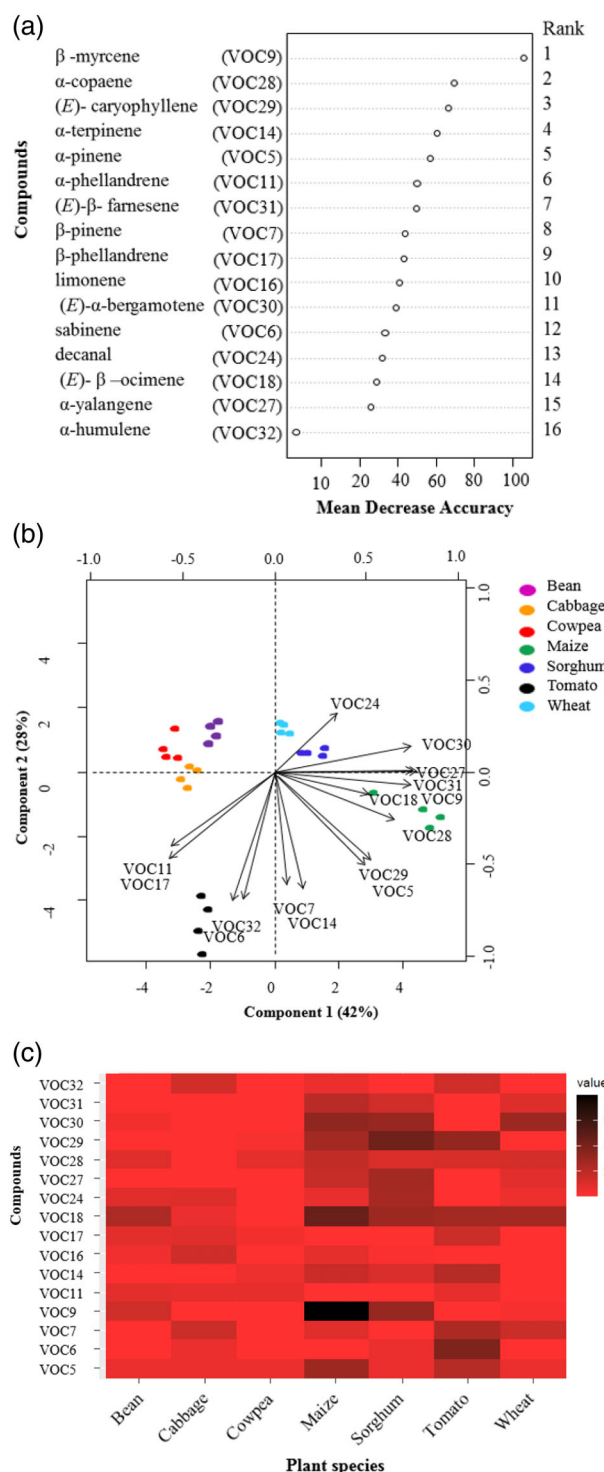 (a)
Rank
β -myrcene (VOC9) 1
α-copaene (VOC28) 2
(E)- caryophyllene (VOC29) 3
α-terpinene (VOC14) 4
α-pinene (VOC5) 5
α-phellandrene (VOC11) 6
(E)-β- farnesene (VOC31) 7
β-pinene (VOC7) 8
β-phellandrene (VOC17) 9
limonene (VOC16) 10
(E)-α-bergamotene (VOC30) 11
sabinene (VOC6) 12
decanal (VOC24) 13
(E)- β –ocimene (VOC18) 14
α-yalangene (VOC27) 15
α-humulene (VOC32) 16
Compounds
10 20 40 60 80 100
Mean Decrease Accuracy
(b)
-1.0 -0.5 0.0 0.5 1.0
Bean
Cabbage
Cowpea
Maize
Sorghum
Tomato
Wheat
4
2
0
-2
-4
Component 2 (28%)
1.0
0.5
0.0
-0.5
-1.0
VOC24
VOC30
VOC27
VOC31
VOC18 VOC9
VOC28
VOC11
VOC17
VOC29
VOC5
VOC7
VOC14
VOC32
VOC6
-4 -2 0 2 4
Component 1 (42%)
(c)
value
VOC32
VOC31
VOC30
VOC29
VOC28
VOC27
VOC24
VOC18
VOC17
VOC16
VOC14
VOC11
VOC9
VOC7
VOC6
VOC5
Compounds
Bean Cabbage Cowpea Maize Sorghum Tomato Wheat
Plant species